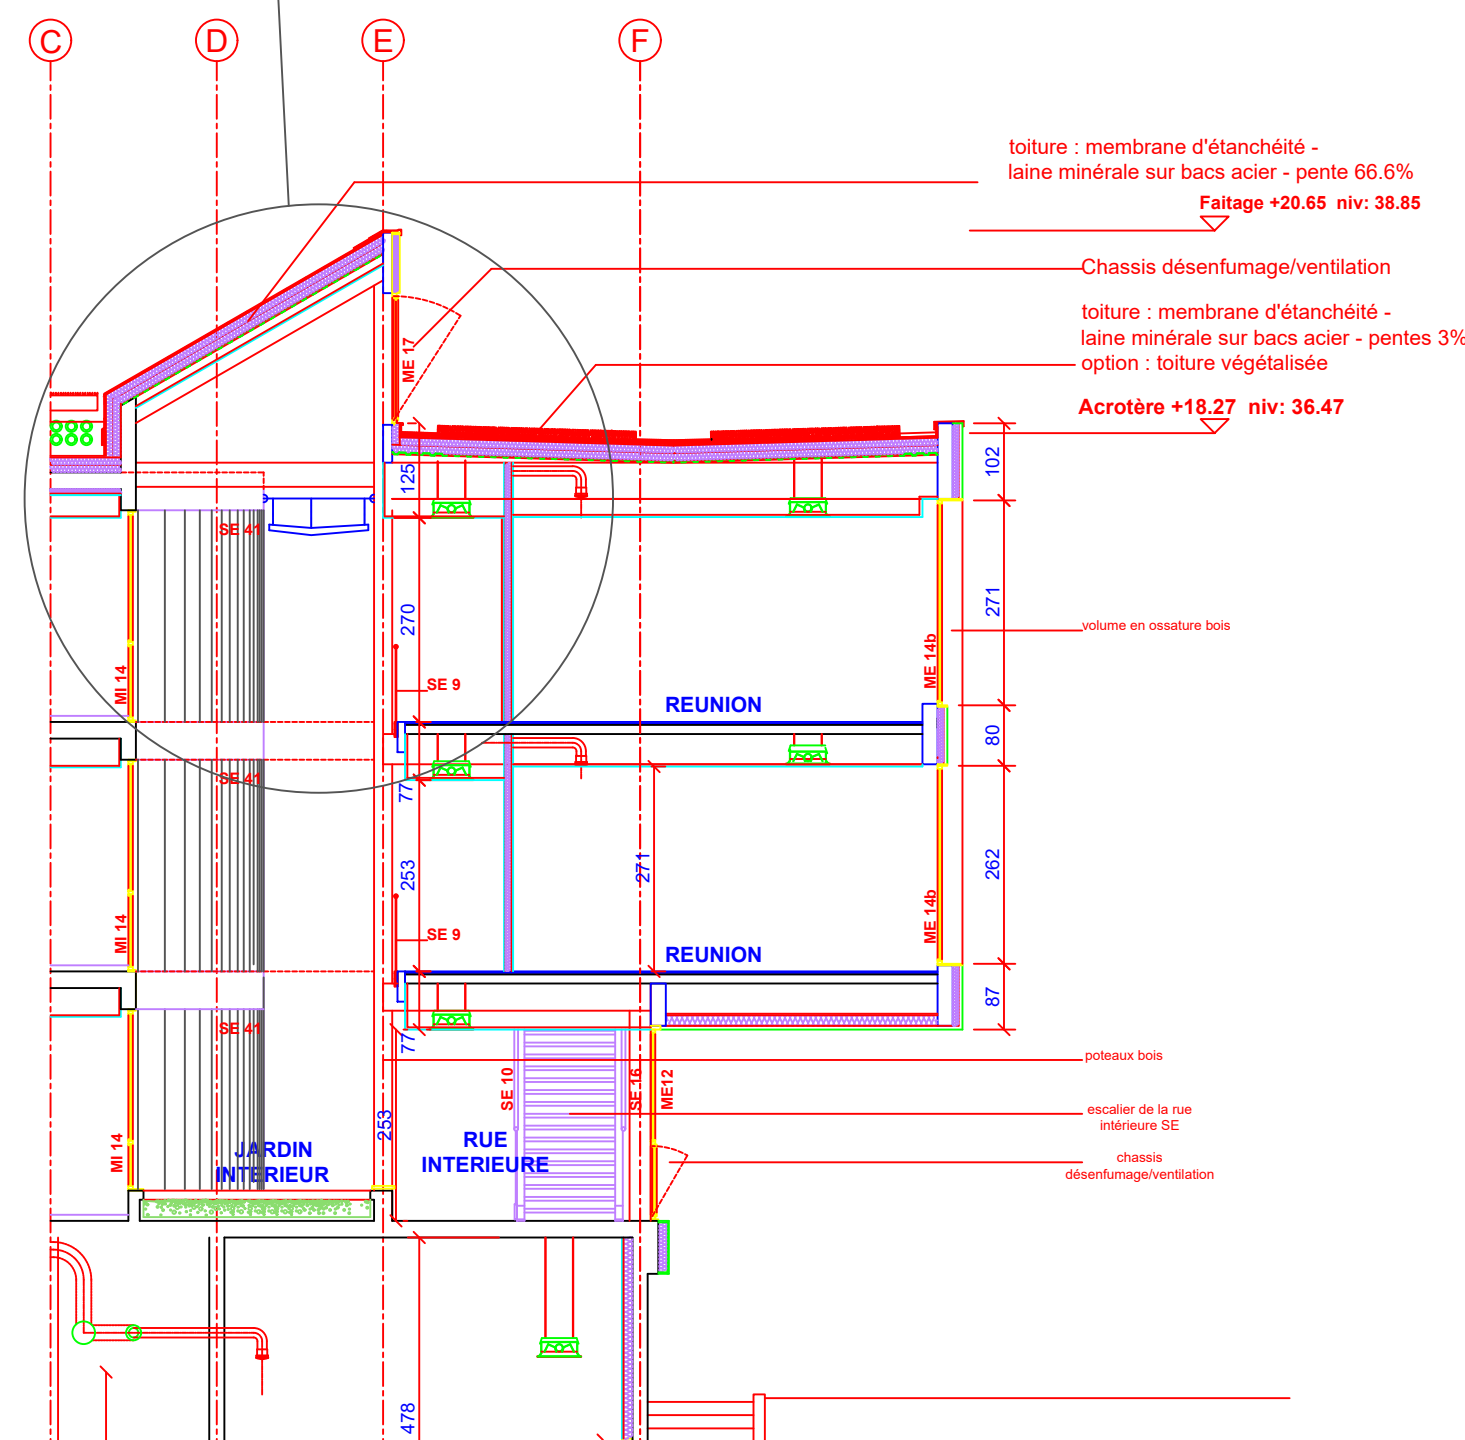 C
D
E
F
toiture : membrane d'étanchéité -
laine minérale sur bacs acier - pente 66.6%
Faitage +20.65 niv: 38.85
Chassis désenfumage/ventilation
toiture : membrane d'étanchéité -
laine minérale sur bacs acier - pentes 3%
option : toiture végétalisée
Acrotère +18.27 niv: 36.47
ME 17
125
102
SE 41
270
271
volume en ossature bois
MI 14
SE 9
ME 14b
REUNION
80
SE 41
77
253
271
262
MI 14
SE 9
ME 14b
REUNION
87
SE 41
77
poteaux bois
SE 10
SE 16
ME12
escalier de la rue
intérieure SE
253
MI 14
JARDIN
INTERIEUR
RUE
INTERIEURE
chassis
désenfumage/ventilation
478